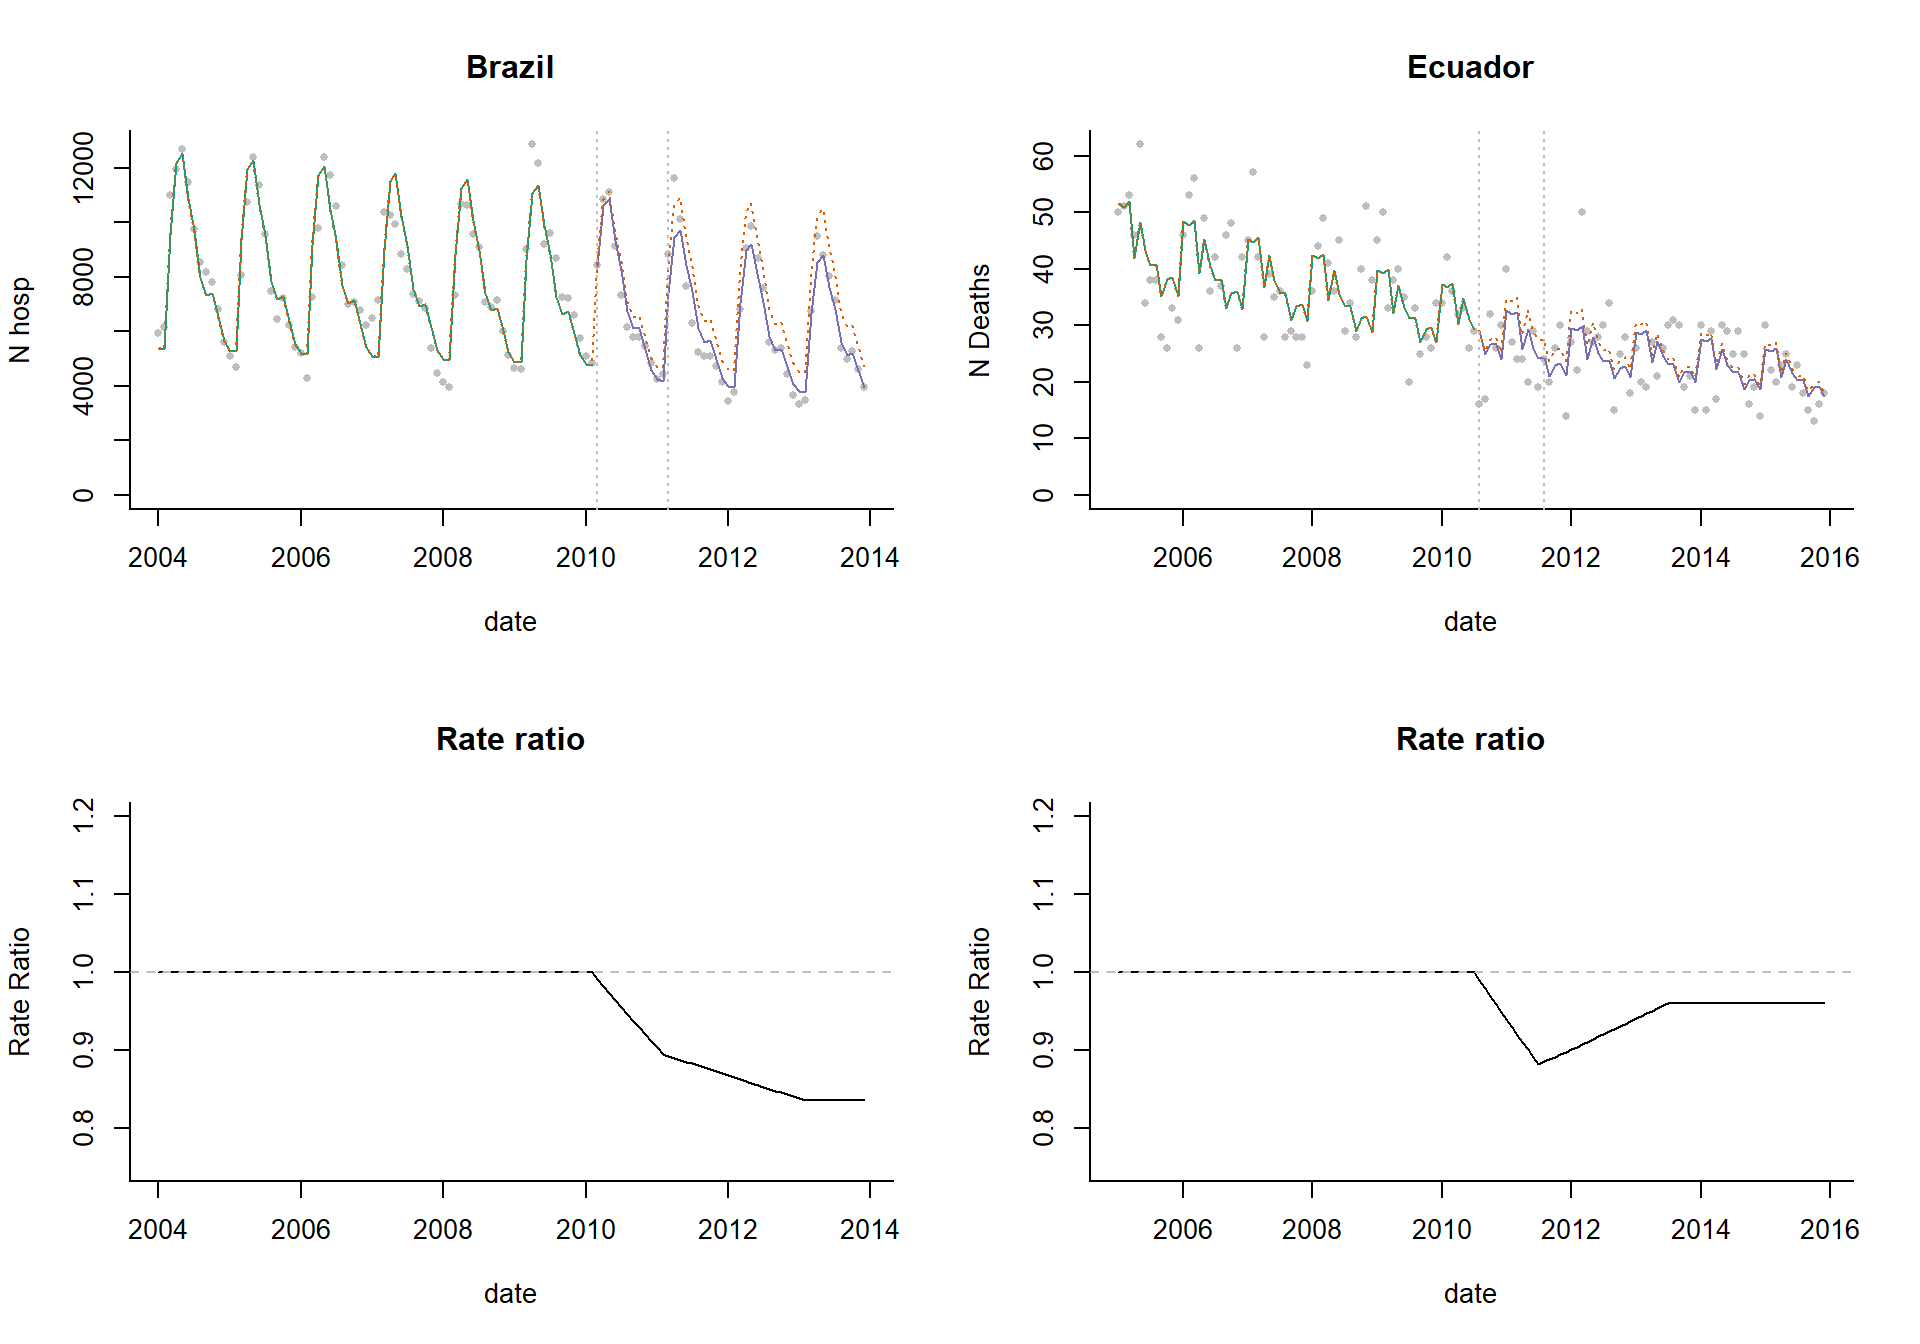 Brazil
N hosp
0 4000 8000 12000
2004 2006 2008 2010 2012 2014
date
Ecuador
N Deaths
0 10 20 30 40 50 60
2006 2008 2010 2012 2014 2016
date
Rate ratio
Rate Ratio
0.8 0.9 1.0 1.1 1.2
2004 2006 2008 2010 2012 2014
date
Rate ratio
Rate Ratio
0.8 0.9 1.0 1.1 1.2
2006 2008 2010 2012 2014 2016
date